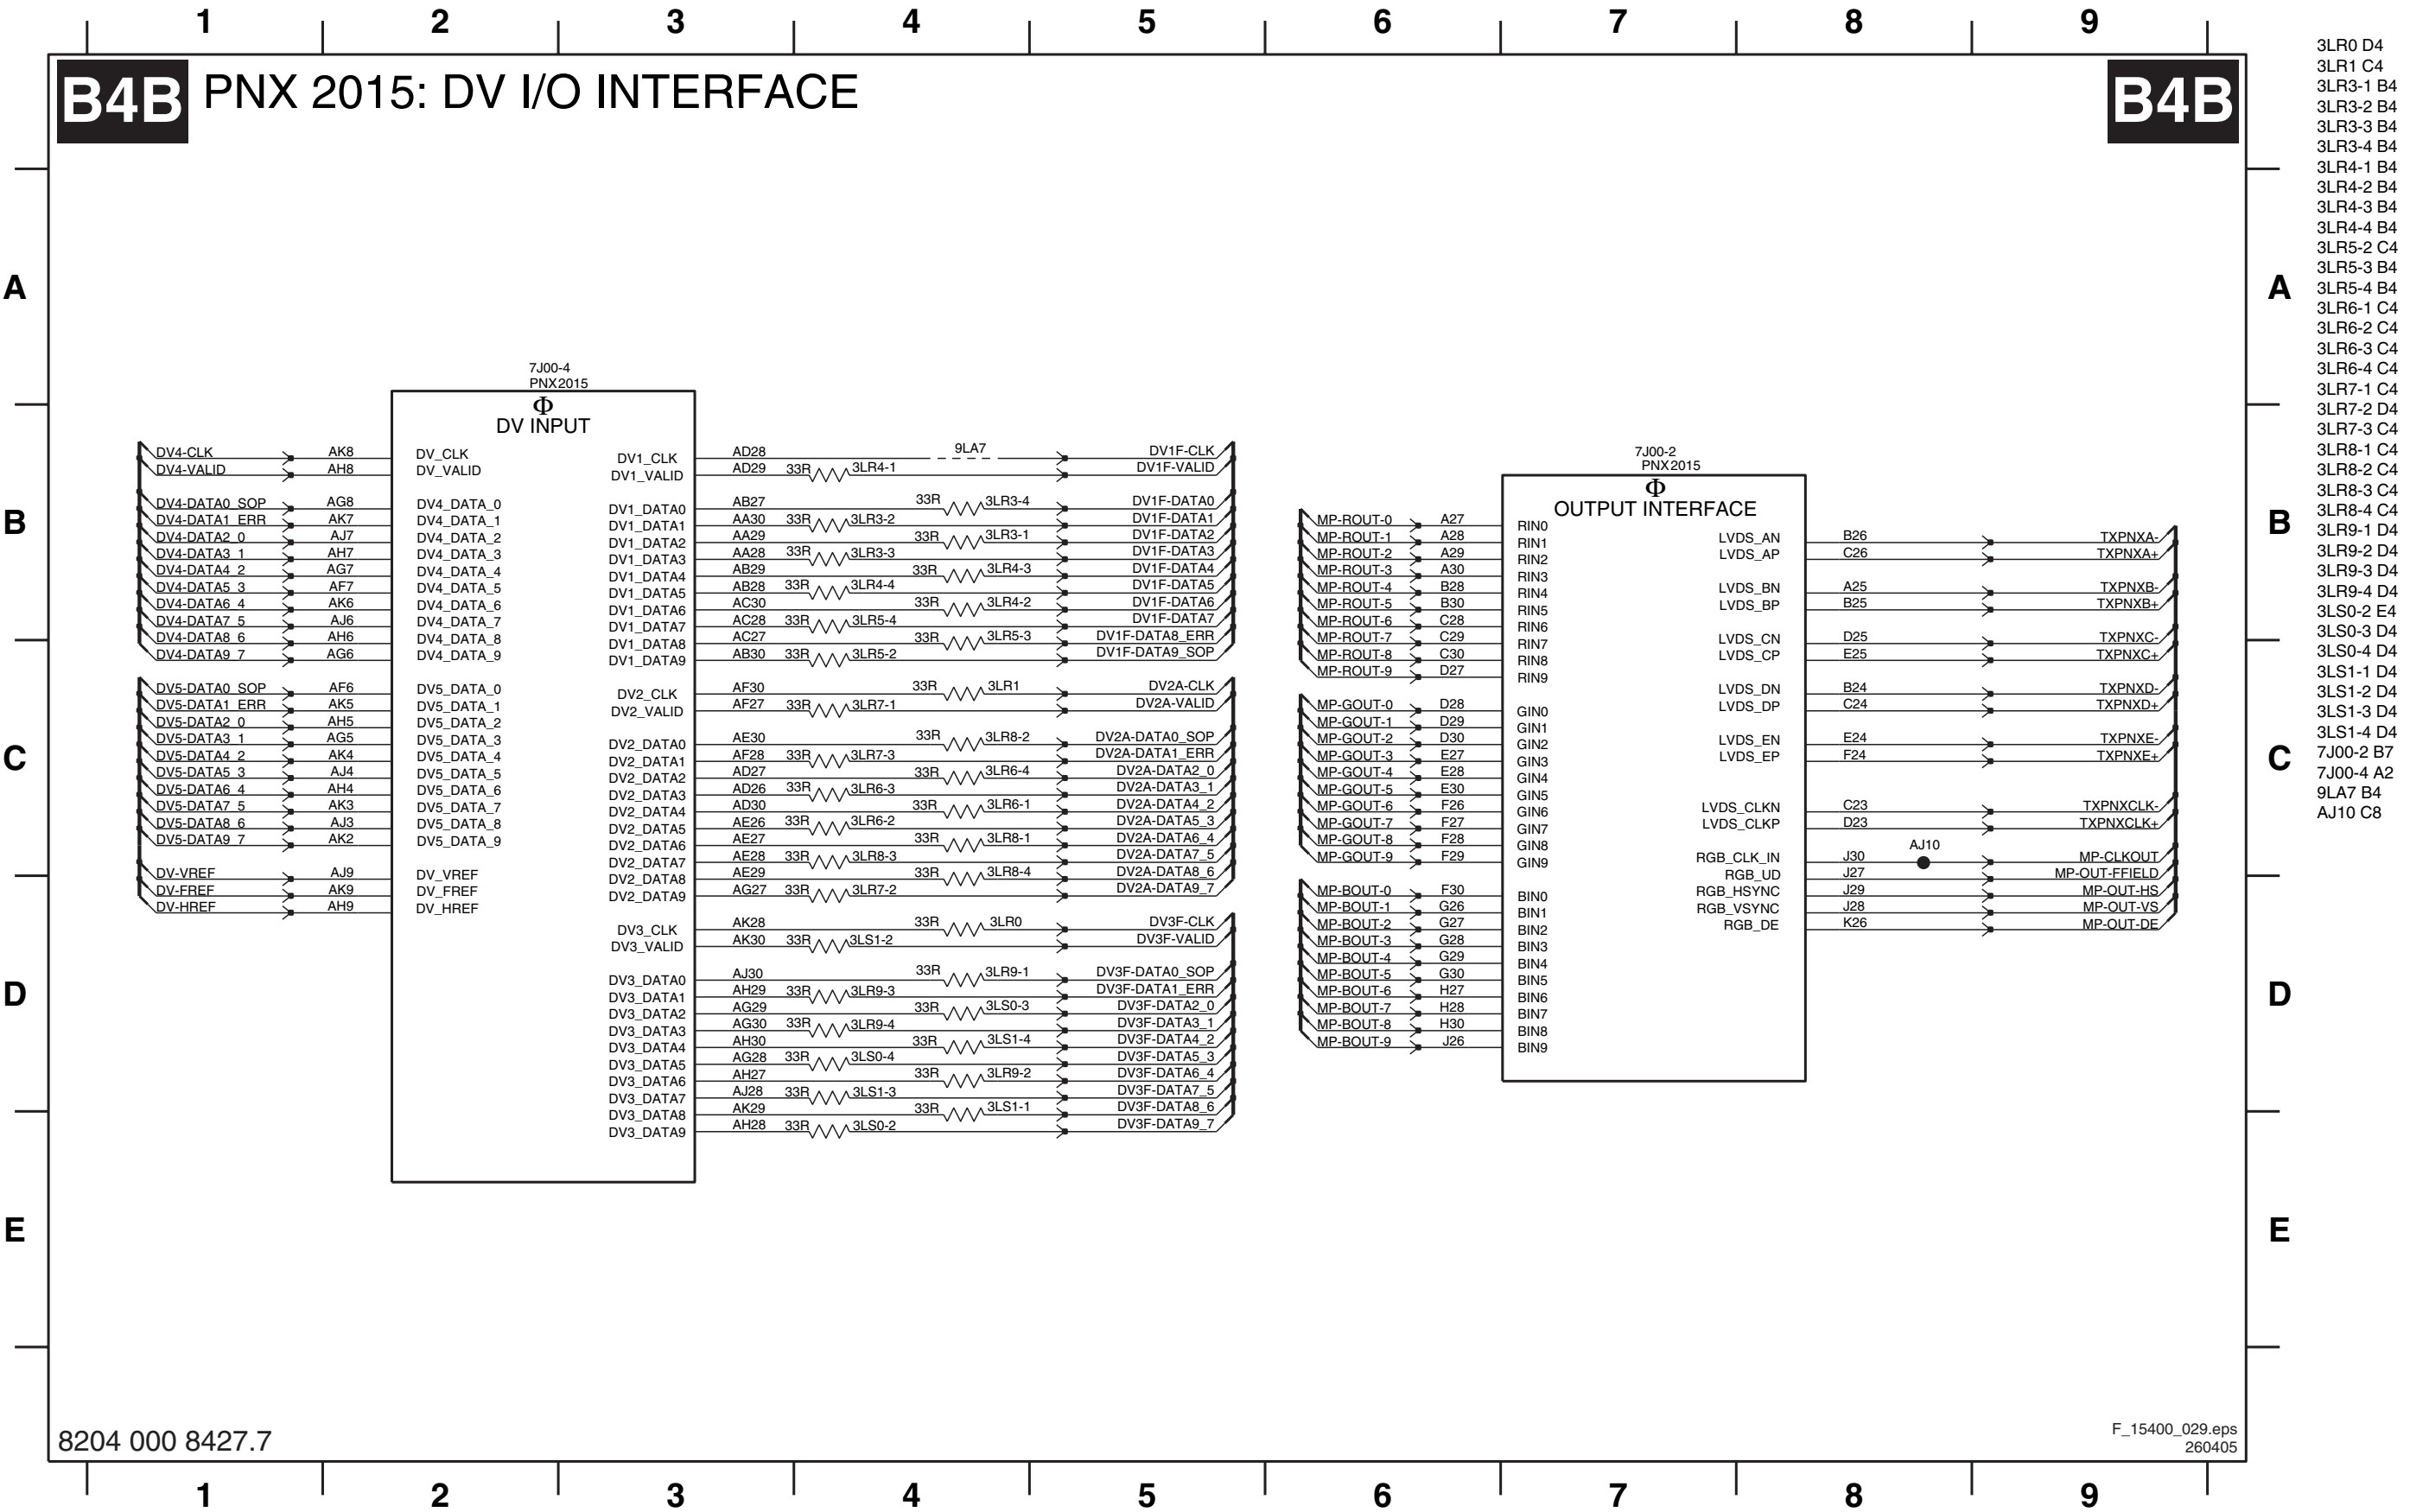 1 2 3 4 5 6 7 8 9
B4B PNX 2015: DV I/O INTERFACE B4B
A A
B B
C C
D D
E E
7J00-4
PNX2015
Φ
DV INPUT
DV4-CLK AK8 DV_CLK
DV4-VALID AH8 DV_VALID
DV4-DATA0_SOP AG8 DV4_DATA_0
DV4-DATA1_ERR AK7 DV4_DATA_1
DV4-DATA2_0 AJ7 DV4_DATA_2
DV4-DATA3_1 AH7 DV4_DATA_3
DV4-DATA4_2 AG7 DV4_DATA_4
DV4-DATA5_3 AF7 DV4_DATA_5
DV4-DATA6_4 AK6 DV4_DATA_6
DV4-DATA7_5 AJ6 DV4_DATA_7
DV4-DATA8_6 AH6 DV4_DATA_8
DV4-DATA9_7 AG6 DV4_DATA_9
DV5-DATA0_SOP AF6 DV5_DATA_0
DV5-DATA1_ERR AK5 DV5_DATA_1
DV5-DATA2_0 AH5 DV5_DATA_2
DV5-DATA3_1 AG5 DV5_DATA_3
DV5-DATA4_2 AK4 DV5_DATA_4
DV5-DATA5_3 AJ4 DV5_DATA_5
DV5-DATA6_4 AH4 DV5_DATA_6
DV5-DATA7_5 AK3 DV5_DATA_7
DV5-DATA8_6 AJ3 DV5_DATA_8
DV5-DATA9_7 AK2 DV5_DATA_9
DV-VREF AJ9 DV_VREF
DV-FREF AK9 DV_FREF
DV-HREF AH9 DV_HREF
DV1_CLK AD28 9LA7 DV1F-CLK
DV1_VALID AD29 33R 3LR4-1 DV1F-VALID
DV1_DATA0 AB27 33R 3LR3-4 DV1F-DATA0
DV1_DATA1 AA30 33R 3LR3-2 DV1F-DATA1
DV1_DATA2 AA29 33R 3LR3-1 DV1F-DATA2
DV1_DATA3 AA28 33R 3LR3-3 DV1F-DATA3
DV1_DATA4 AB29 33R 3LR4-3 DV1F-DATA4
DV1_DATA5 AB28 33R 3LR4-4 DV1F-DATA5
DV1_DATA6 AC30 33R 3LR4-2 DV1F-DATA6
DV1_DATA7 AC28 33R 3LR5-4 DV1F-DATA7
DV1_DATA8 AC27 33R 3LR5-3 DV1F-DATA8_ERR
DV1_DATA9 AB30 33R 3LR5-2 DV1F-DATA9_SOP
DV2_CLK AF30 33R 3LR1 DV2A-CLK
DV2_VALID AF27 33R 3LR7-1 DV2A-VALID
DV2_DATA0 AE30 33R 3LR8-2 DV2A-DATA0_SOP
DV2_DATA1 AF28 33R 3LR7-3 DV2A-DATA1_ERR
DV2_DATA2 AD27 33R 3LR6-4 DV2A-DATA2_0
DV2_DATA3 AD26 33R 3LR6-3 DV2A-DATA3_1
DV2_DATA4 AD30 33R 3LR6-1 DV2A-DATA4_2
DV2_DATA5 AE26 33R 3LR6-2 DV2A-DATA5_3
DV2_DATA6 AE27 33R 3LR8-1 DV2A-DATA6_4
DV2_DATA7 AE28 33R 3LR8-3 DV2A-DATA7_5
DV2_DATA8 AE29 33R 3LR8-4 DV2A-DATA8_6
DV2_DATA9 AG27 33R 3LR7-2 DV2A-DATA9_7
DV3_CLK AK28 33R 3LR0 DV3F-CLK
DV3_VALID AK30 33R 3LS1-2 DV3F-VALID
DV3_DATA0 AJ30 33R 3LR9-1 DV3F-DATA0_SOP
DV3_DATA1 AH29 33R 3LR9-3 DV3F-DATA1_ERR
DV3_DATA2 AG29 33R 3LS0-3 DV3F-DATA2_0
DV3_DATA3 AG30 33R 3LR9-4 DV3F-DATA3_1
DV3_DATA4 AH30 33R 3LS1-4 DV3F-DATA4_2
DV3_DATA5 AG28 33R 3LS0-4 DV3F-DATA5_3
DV3_DATA6 AH27 33R 3LR9-2 DV3F-DATA6_4
DV3_DATA7 AJ28 33R 3LS1-3 DV3F-DATA7_5
DV3_DATA8 AK29 33R 3LS1-1 DV3F-DATA8_6
DV3_DATA9 AH28 33R 3LS0-2 DV3F-DATA9_7
7J00-2
PNX2015
Φ
OUTPUT INTERFACE
MP-ROUT-0 A27 RIN0
MP-ROUT-1 A28 RIN1
MP-ROUT-2 A29 RIN2
MP-ROUT-3 A30 RIN3
MP-ROUT-4 B28 RIN4
MP-ROUT-5 B30 RIN5
MP-ROUT-6 C28 RIN6
MP-ROUT-7 C29 RIN7
MP-ROUT-8 C30 RIN8
MP-ROUT-9 D27 RIN9
MP-GOUT-0 D28 GIN0
MP-GOUT-1 D29 GIN1
MP-GOUT-2 D30 GIN2
MP-GOUT-3 E27 GIN3
MP-GOUT-4 E28 GIN4
MP-GOUT-5 E30 GIN5
MP-GOUT-6 F26 GIN6
MP-GOUT-7 F27 GIN7
MP-GOUT-8 F28 GIN8
MP-GOUT-9 F29 GIN9
MP-BOUT-0 F30 BIN0
MP-BOUT-1 G26 BIN1
MP-BOUT-2 G27 BIN2
MP-BOUT-3 G28 BIN3
MP-BOUT-4 G29 BIN4
MP-BOUT-5 G30 BIN5
MP-BOUT-6 H27 BIN6
MP-BOUT-7 H28 BIN7
MP-BOUT-8 H30 BIN8
MP-BOUT-9 J26 BIN9
LVDS_AN B26 TXPNXA-
LVDS_AP C26 TXPNXA+
LVDS_BN A25 TXPNXB-
LVDS_BP B25 TXPNXB+
LVDS_CN D25 TXPNXC-
LVDS_CP E25 TXPNXC+
LVDS_DN B24 TXPNXD-
LVDS_DP C24 TXPNXD+
LVDS_EN E24 TXPNXE-
LVDS_EP F24 TXPNXE+
LVDS_CLKN C23 TXPNXCLK-
LVDS_CLKP D23 TXPNXCLK+
RGB_CLK_IN J30 AJ10 MP-CLKOUT
RGB_UD J27 MP-OUT-FFIELD
RGB_HSYNC J29 MP-OUT-HS
RGB_VSYNC J28 MP-OUT-VS
RGB_DE K26 MP-OUT-DE
3LR0 D4
3LR1 C4
3LR3-1 B4
3LR3-2 B4
3LR3-3 B4
3LR3-4 B4
3LR4-1 B4
3LR4-2 B4
3LR4-3 B4
3LR4-4 B4
3LR5-2 C4
3LR5-3 B4
3LR5-4 B4
3LR6-1 C4
3LR6-2 C4
3LR6-3 C4
3LR6-4 C4
3LR7-1 C4
3LR7-2 D4
3LR7-3 C4
3LR8-1 C4
3LR8-2 C4
3LR8-3 C4
3LR8-4 C4
3LR9-1 D4
3LR9-2 D4
3LR9-3 D4
3LR9-4 D4
3LS0-2 E4
3LS0-3 D4
3LS0-4 D4
3LS1-1 D4
3LS1-2 D4
3LS1-3 D4
3LS1-4 D4
7J00-2 B7
7J00-4 A2
9LA7 B4
AJ10 C8
8204 000 8427.7
F_15400_029.eps
260405
1 2 3 4 5 6 7 8 9